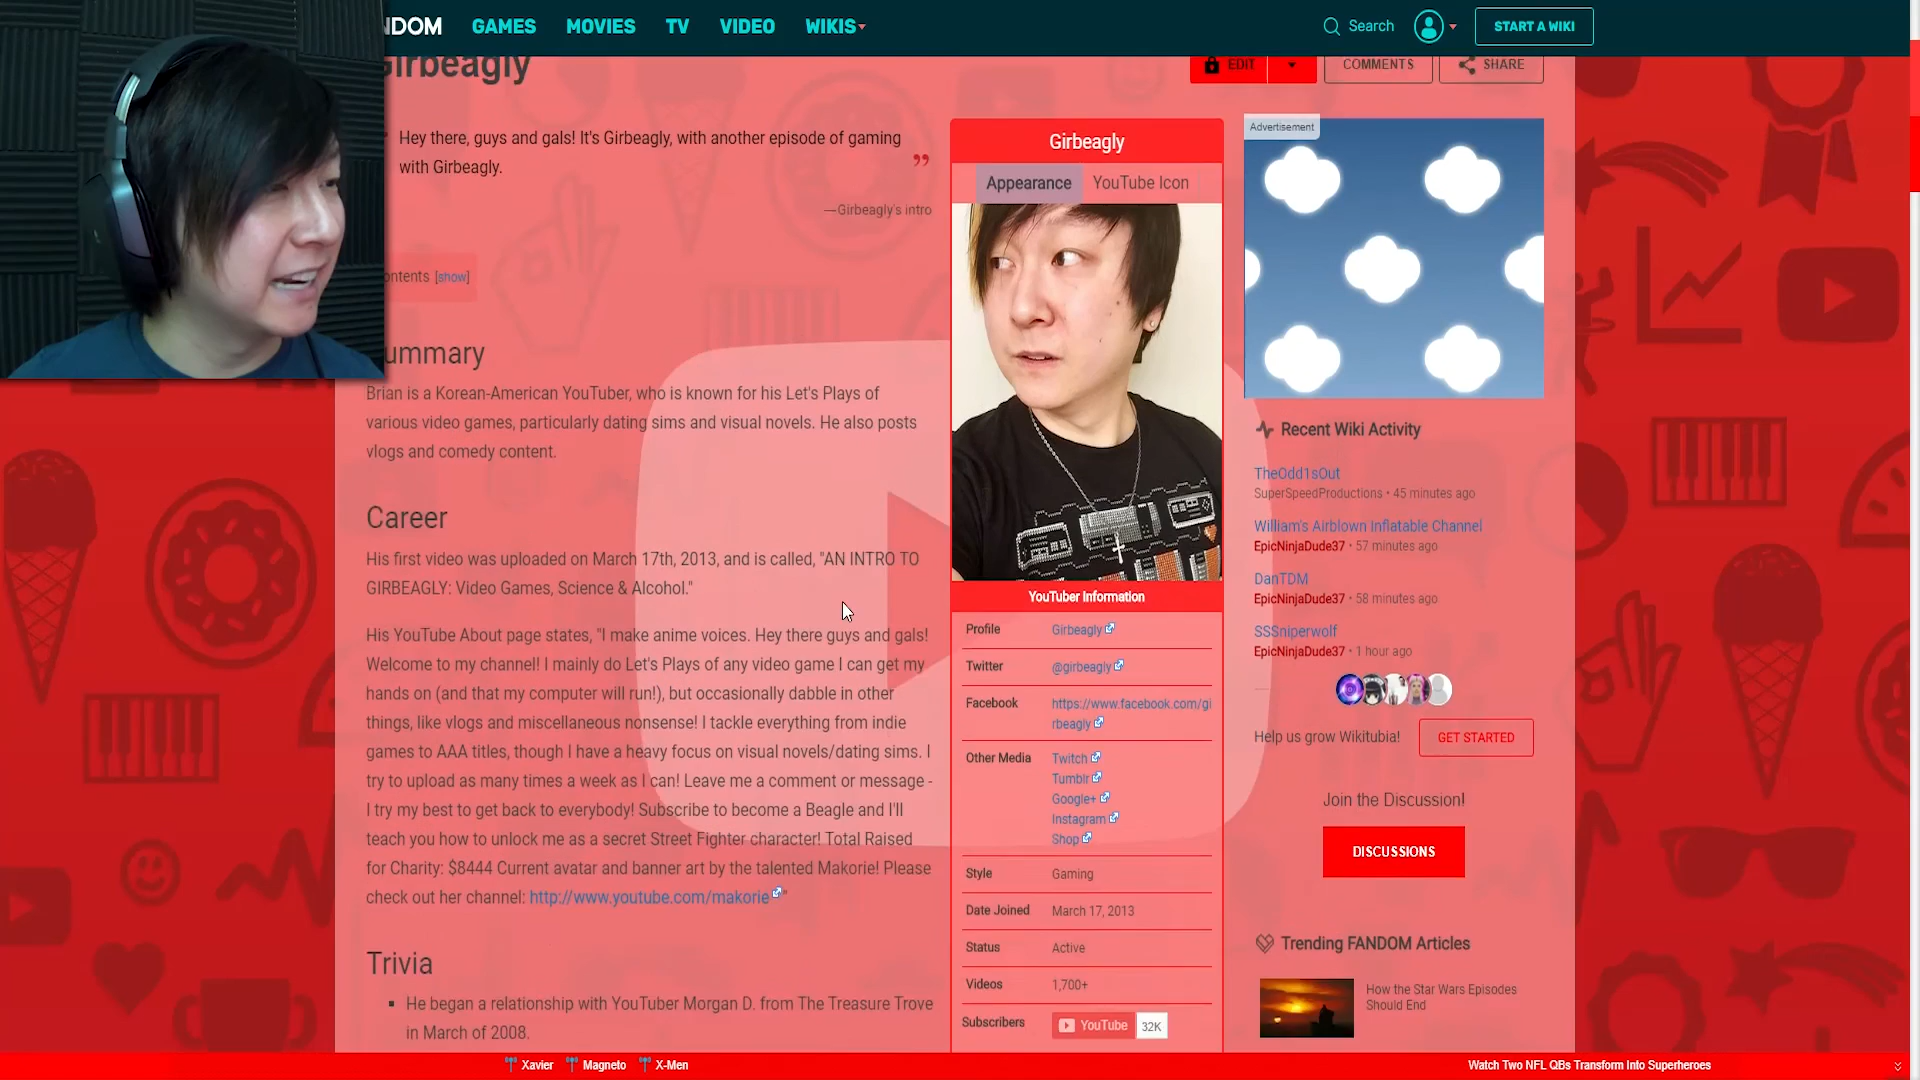 NDOM GAMES MOVIES TV VIDEO WIKIS Search START A WIKI
Girbeagly
EDIT COMMENTS SHARE
Hey there, guys and gals! It's Girbeagly, with another episode of gaming
with Girbeagly.
”
—Girbeagly's intro
ontents [show]
ummary
Brian is a Korean-American YouTuber, who is known for his Let's Plays of
various video games, particularly dating sims and visual novels. He also posts
vlogs and comedy content.
Career
His first video was uploaded on March 17th, 2013, and is called, "AN INTRO TO
GIRBEAGLY: Video Games, Science & Alcohol."
His YouTube About page states, "I make anime voices. Hey there guys and gals!
Welcome to my channel! I mainly do Let's Plays of any video game I can get my
hands on (and that my computer will run!), but occasionally dabble in other
things, like vlogs and miscellaneous nonsense! I tackle everything from indie
games to AAA titles, though I have a heavy focus on visual novels/dating sims. I
try to upload as many times a week as I can! Leave me a comment or message -
I try my best to get back to everybody! Subscribe to become a Beagle and I'll
teach you how to unlock me as a secret Street Fighter character! Total Raised
for Charity: $8444 Current avatar and banner art by the talented Makorie! Please
check out her channel: http://www.youtube.com/makorie"
Trivia
He began a relationship with YouTuber Morgan D. from The Treasure Trove
in March of 2008.
Girbeagly
Appearance YouTube Icon
YouTuber Information
Profile Girbeagly
Twitter @girbeagly
Facebook https://www.facebook.com/gi
rbeagly
Other Media Twitch
Tumblr
Google+
Instagram
Shop
Style Gaming
Date Joined March 17, 2013
Status Active
Videos 1,700+
Subscribers YouTube 32K
Advertisement
Recent Wiki Activity
TheOdd1sOut
SuperSpeedProductions • 45 minutes ago
William's Airblown Inflatable Channel
EpicNinjaDude37 • 57 minutes ago
DanTDM
EpicNinjaDude37 • 58 minutes ago
SSSniperwolf
EpicNinjaDude37 • 1 hour ago
Help us grow Wikitubia! GET STARTED
Join the Discussion!
DISCUSSIONS
Trending FANDOM Articles
How the Star Wars Episodes
Should End
Xavier Magneto X-Men Watch Two NFL QBs Transform Into Superheroes